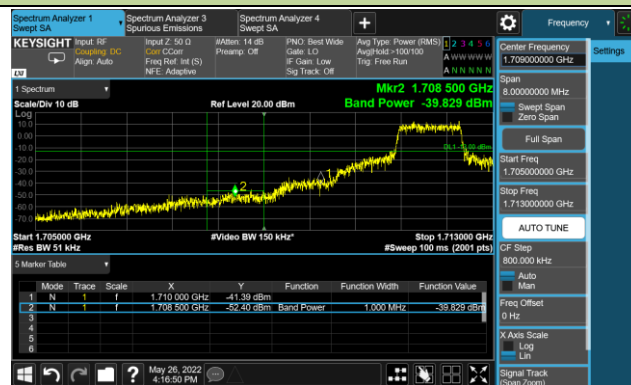 Spectrum Analyzer 1
Swept SA
Spectrum Analyzer 3
Spurious Emissions
Spectrum Analyzer 4
Swept SA
Frequency
KEYSIGHT
Input: RF
Coupling: DC
Align: Auto
Input Z: 50 Ω
Corr CCorr
Freq Ref: Int (S)
NFE: Adaptive
#Atten: 14 dB
Preamp: Off
PNO: Best Wide
Gate: LO
IF Gain: Low
Sig Track: Off
Avg Type: Power (RMS)
Avg|Hold:>100/100
Trig: Free Run
1 2 3 4 5 6
A W W W W W
A N N N N N
LXI
1 Spectrum
Scale/Div 10 dB
Log
Ref Level 20.00 dBm
Mkr2 1.708 500 GHz
Band Power -39.829 dBm
10.0
0.00
-10.0
-20.0
-30.0
-40.0
-50.0
-60.0
-70.0
2
1
Start 1.705000 GHz
#Res BW 51 kHz
#Video BW 150 kHz*
Stop 1.713000 GHz
#Sweep 100 ms (2001 pts)
5 Marker Table
Mode Trace Scale X Y Function Function Width Function Value
1 N 1 f 1.710 000 GHz -41.39 dBm
2 N 1 f 1.708 500 GHz -52.40 dBm Band Power 1.000 MHz -39.829 dBm
3
4
5
6
May 26, 2022
4:16:50 PM
Center Frequency
1.709000000 GHz
Settings
Span
8.00000000 MHz
Swept Span
Zero Span
Full Span
Start Freq
1.705000000 GHz
Stop Freq
1.713000000 GHz
AUTO TUNE
CF Step
800.000 kHz
Auto
Man
Freq Offset
0 Hz
X Axis Scale
Log
Lin
Signal Track
(Span Zoom)